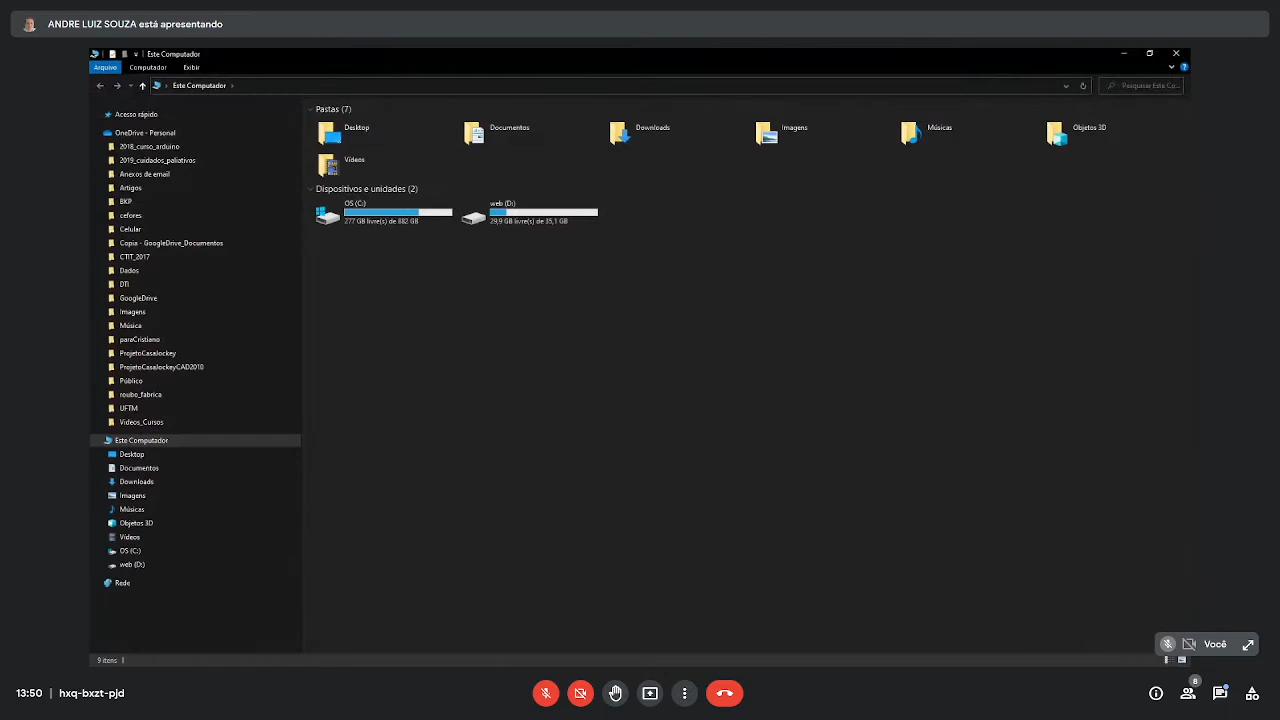 ANDRE LUIZ SOUZA está apresentando
Este Computador
Arquivo Computador Exibir
Este Computador
Pesquisar Este Co...
Acesso rápido
OneDrive - Personal
2018_curso_arduino
2019_cuidados_paliativos
Anexos de email
Artigos
BKP
cefores
Celular
Copia - GoogleDrive_Documentos
CTIT_2017
Dados
DTI
GoogleDrive
Imagens
Música
paraCristiano
ProjetoCasaJockey
ProjetoCasaJockeyCAD2010
Público
roubo_fabrica
UFTM
Videos_Cursos
Este Computador
Desktop
Documentos
Downloads
Imagens
Músicas
Objetos 3D
Vídeos
OS (C:)
web (D:)
Rede
Pastas (7)
Desktop Documentos Downloads Imagens Músicas Objetos 3D
Vídeos
Dispositivos e unidades (2)
OS (C:) web (D:)
277 GB livre(s) de 882 GB 29,9 GB livre(s) de 35,1 GB
9 itens
Você
13:50 | hxq-bxzt-pjd
8